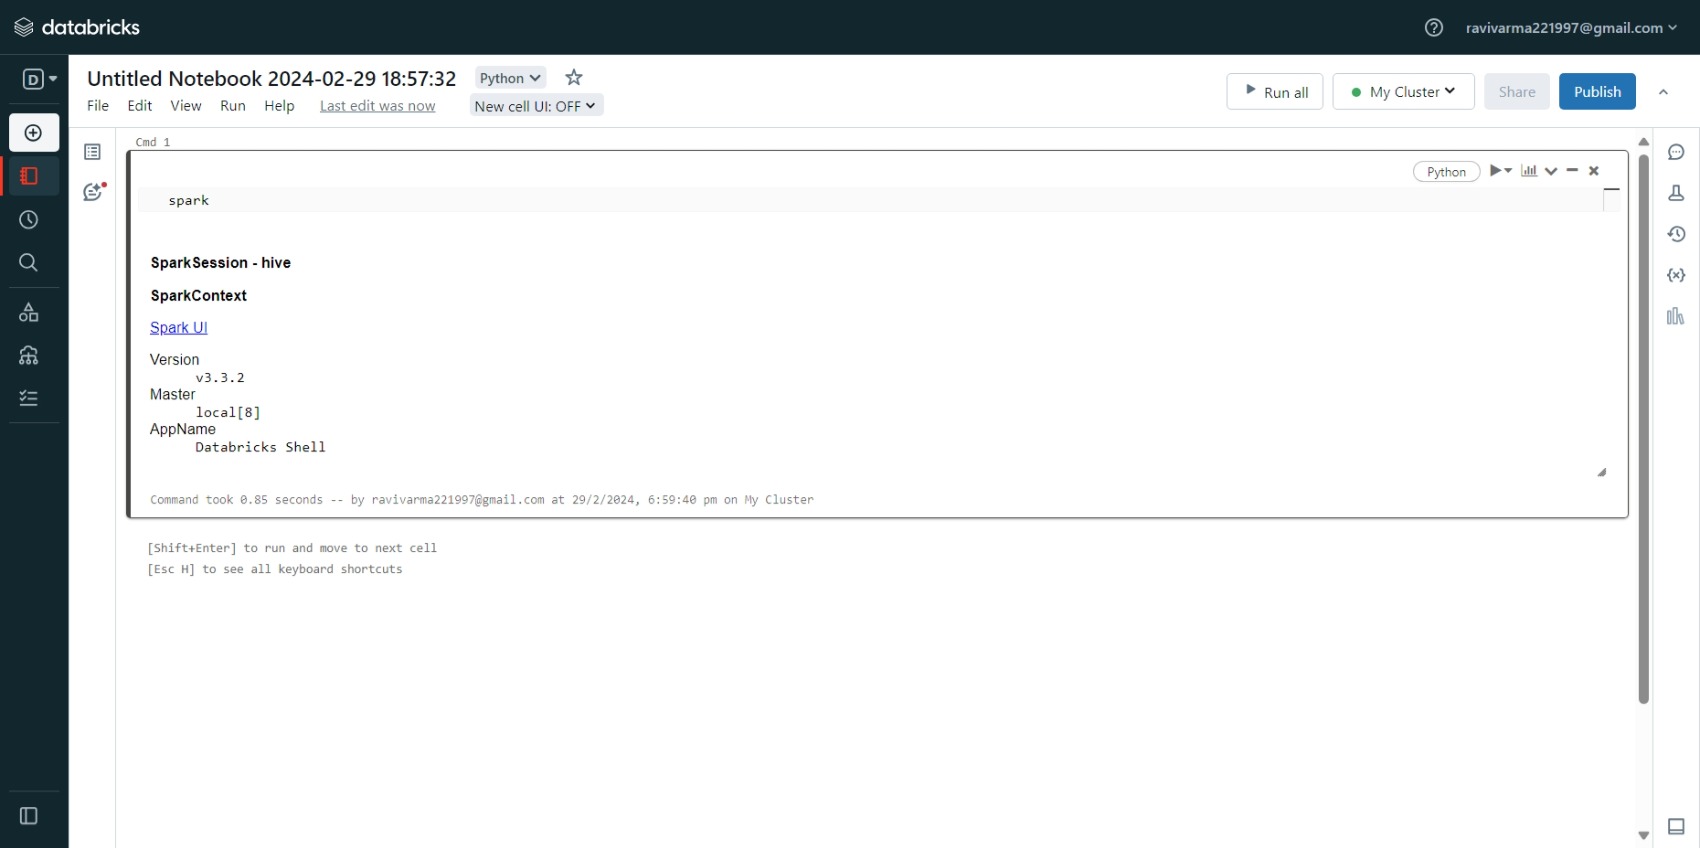 databricks
ravivarma221997@gmail.com
D
Untitled Notebook 2024-02-29 18:57:32
Python
File Edit View Run Help Last edit was now
New cell UI: OFF
Run all
My Cluster
Share
Publish
Cmd 1
Python
spark
SparkSession - hive
SparkContext
Spark UI
Version
v3.3.2
Master
local[8]
AppName
Databricks Shell
Command took 0.85 seconds -- by ravivarma221997@gmail.com at 29/2/2024, 6:59:40 pm on My Cluster
[Shift+Enter] to run and move to next cell
[Esc H] to see all keyboard shortcuts